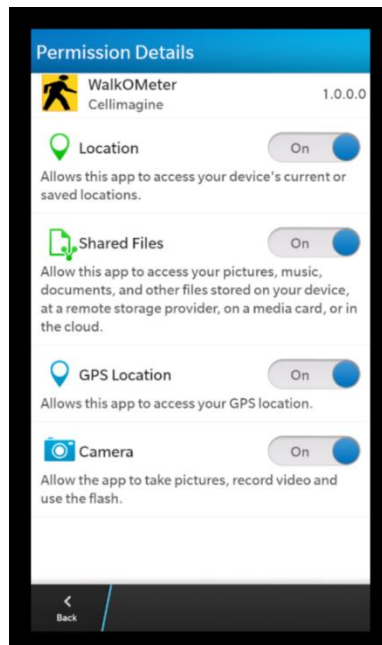 Permission Details
WalkOMeter
Cellimagine
1.0.0.0
Location On
Allows this app to access your device's current or
saved locations.
Shared Files On
Allow this app to access your pictures, music,
documents, and other files stored on your device,
at a remote storage provider, on a media card, or in
the cloud.
GPS Location On
Allows this app to access your GPS location.
Camera On
Allow the app to take pictures, record video and
use the flash.
Back